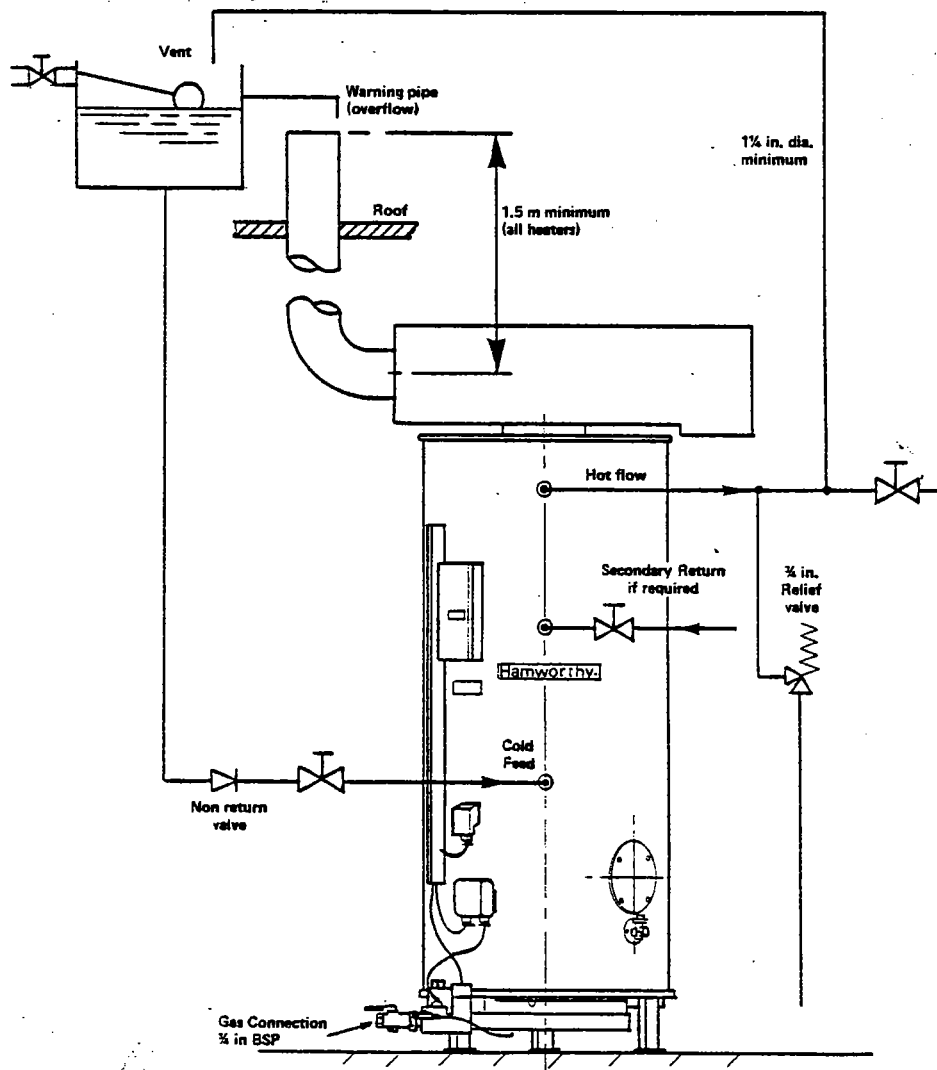 Vent
Warning pipe
(overflow)
1¼ in. dia.
minimum
Roof
1.5 m minimum
(all heaters)
Hot flow
Secondary Return
if required
¾ in.
Relief
valve
Hamworthy.
Cold
Feed
Non return
valve
Gas Connection
¾ in BSP